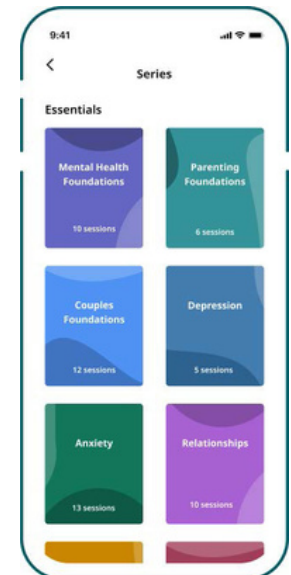 9:41
Series
Essentials
Mental Health
Foundations
10 sessions
Parenting
Foundations
6 sessions
Couples
Foundations
12 sessions
Depression
5 sessions
Anxiety
13 sessions
Relationships
10 sessions